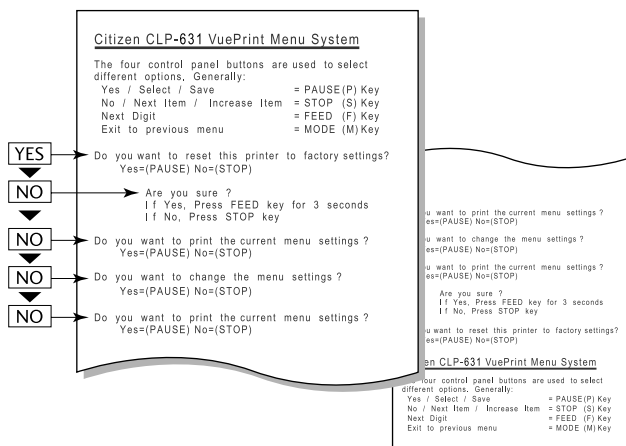 Citizen CLP-631 VuePrint Menu System
The four control panel buttons are used to select
different options. Generally:
Yes / Select / Save = PAUSE(P) Key
No / Next Item / Increase Item = STOP (S) Key
Next Digit = FEED (F) Key
Exit to previous menu = MODE (M) Key
YES
Do you want to reset this printer to factory settings?
Yes=(PAUSE) No=(STOP)
NO
Are you sure ?
If Yes, Press FEED key for 3 seconds
If No, Press STOP key
NO
Do you want to print the current menu settings ?
Yes=(PAUSE) No=(STOP)
NO
Do you want to change the menu settings ?
Yes=(PAUSE) No=(STOP)
NO
Do you want to print the current menu settings ?
Yes=(PAUSE) No=(STOP)
want to print the current menu settings ?
(PAUSE) No=(STOP)
want to change the menu settings ?
(PAUSE) No=(STOP)
want to print the current menu settings ?
(PAUSE) No=(STOP)
Are you sure ?
If Yes, Press FEED key for 3 seconds
If No, Press STOP key
want to reset this printer to factory settings?
(PAUSE) No=(STOP)
CLP-631 VuePrint Menu System
four control panel buttons are used to select
different options. Generally:
Yes / Select / Save = PAUSE(P) Key
No / Next Item / Increase Item = STOP (S) Key
Next Digit = FEED (F) Key
Exit to previous menu = MODE (M) Key